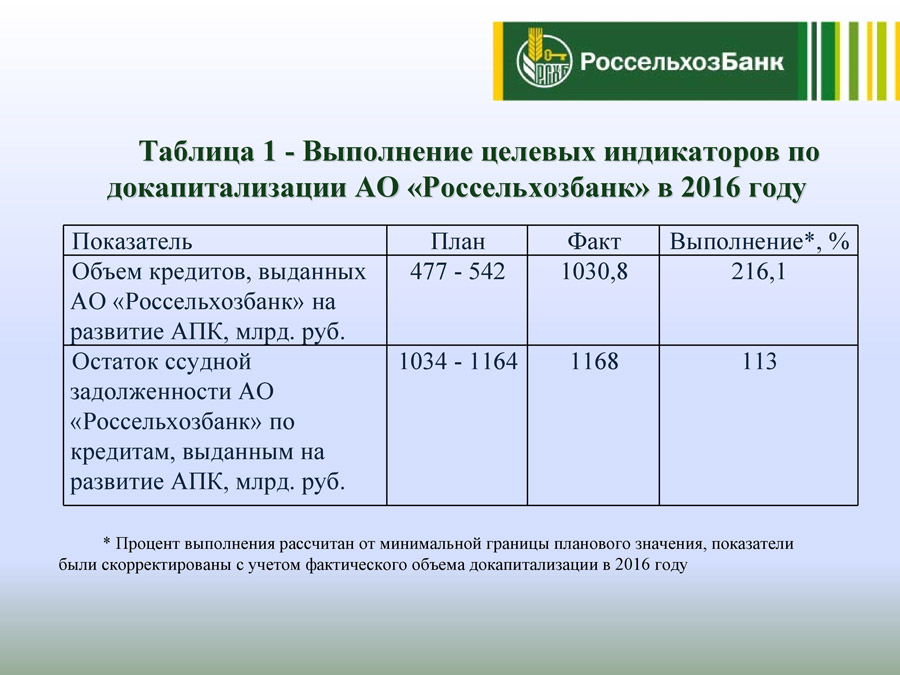 РоссельхозБанк
Таблица 1 - Выполнение целевых индикаторов по
докапитализации АО «Россельхозбанк» в 2016 году
Показатель План Факт Выполнение*, %
Объем кредитов, выданных 477 - 542 1030,8 216,1
АО «Россельхозбанк» на
развитие АПК, млрд. руб.
Остаток ссудной 1034 - 1164 1168 113
задолженности АО
«Россельхозбанк» по
кредитам, выданным на
развитие АПК, млрд. руб.
* Процент выполнения рассчитан от минимальной границы планового значения, показатели
были скорректированы с учетом фактического объема докапитализации в 2016 году